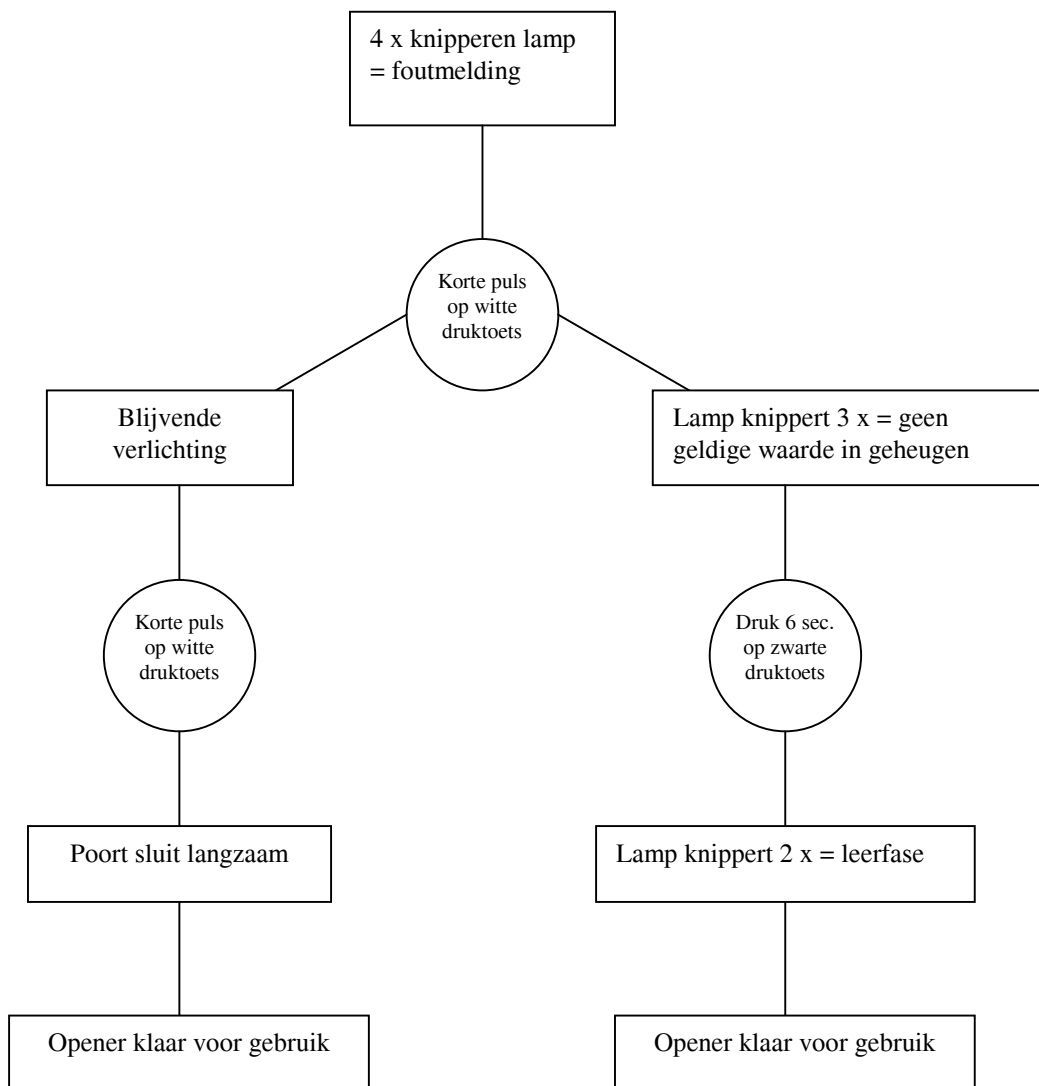 4 x knipperen lamp
= foutmelding
Korte puls
op witte
druktoets
Blijvende
verlichting
Lamp knippert 3 x = geen
geldige waarde in geheugen
Korte puls
op witte
druktoets
Druk 6 sec.
op zwarte
druktoets
Poort sluit langzaam
Lamp knippert 2 x = leerfase
Opener klaar voor gebruik
Opener klaar voor gebruik